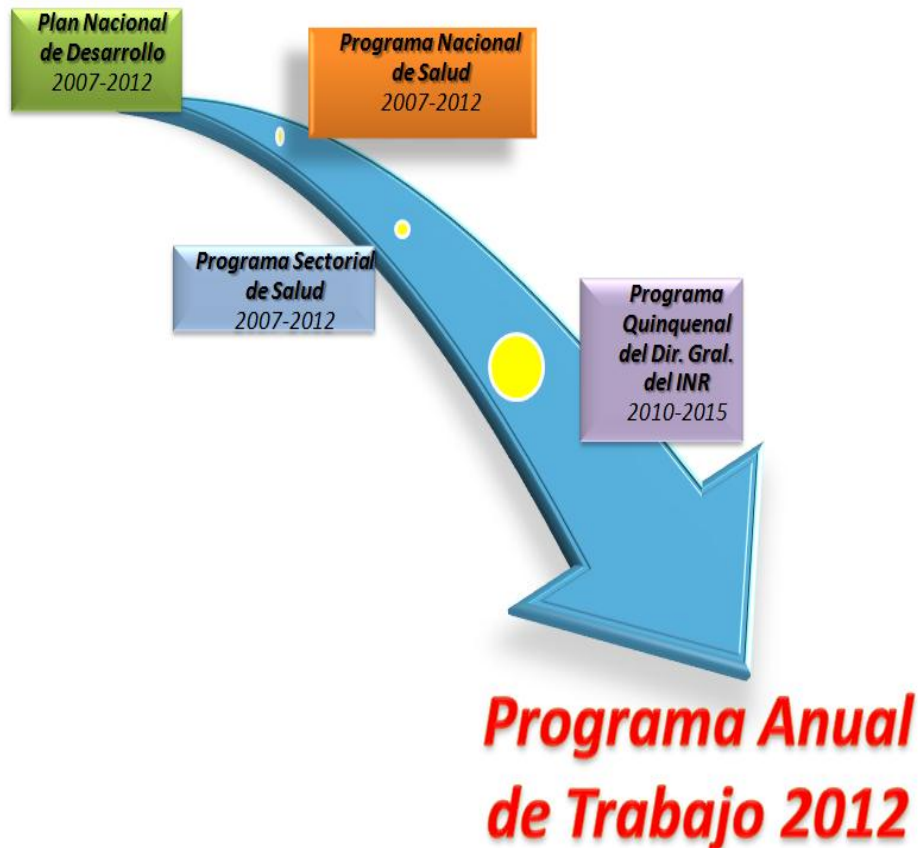 Plan Nacional
de Desarrollo
2007-2012
Programa Nacional
de Salud
2007-2012
Programa Sectorial
de Salud
2007-2012
Programa
Quinquenal
del Dir. Gral.
del INR
2010-2015
Programa Anual
de Trabajo 2012